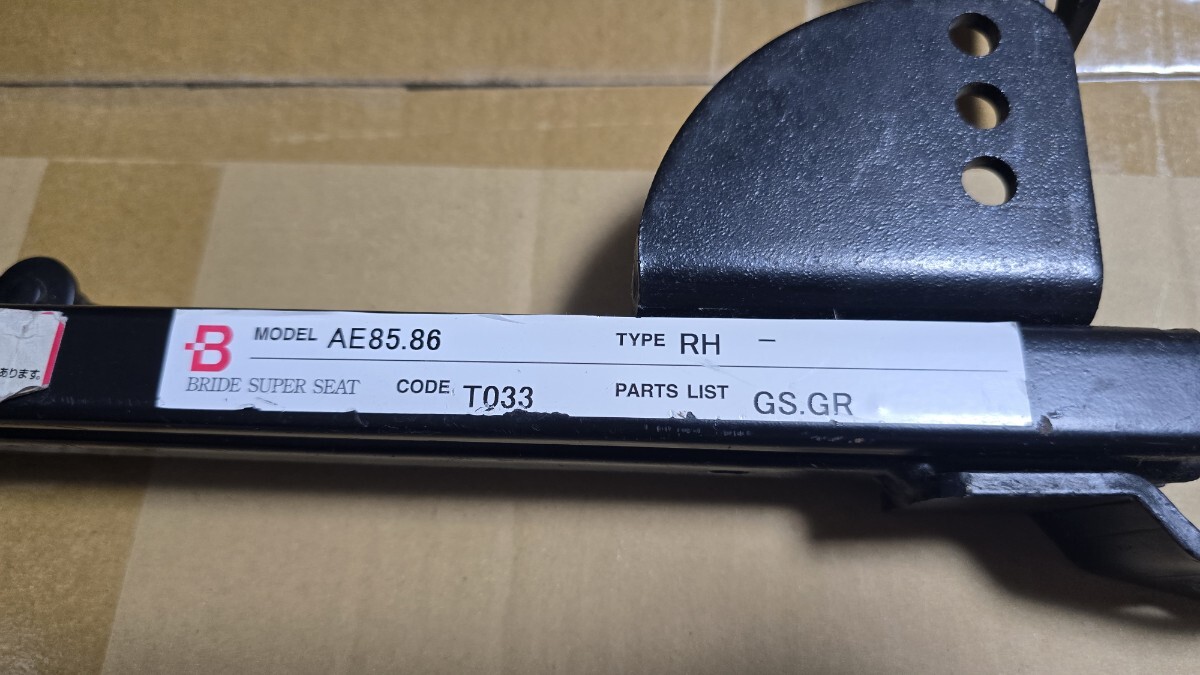 あります。
B
MODEL AE85.86 TYPE RH -
BRIDE SUPER SEAT CODE T033 PARTS LIST GS.GR